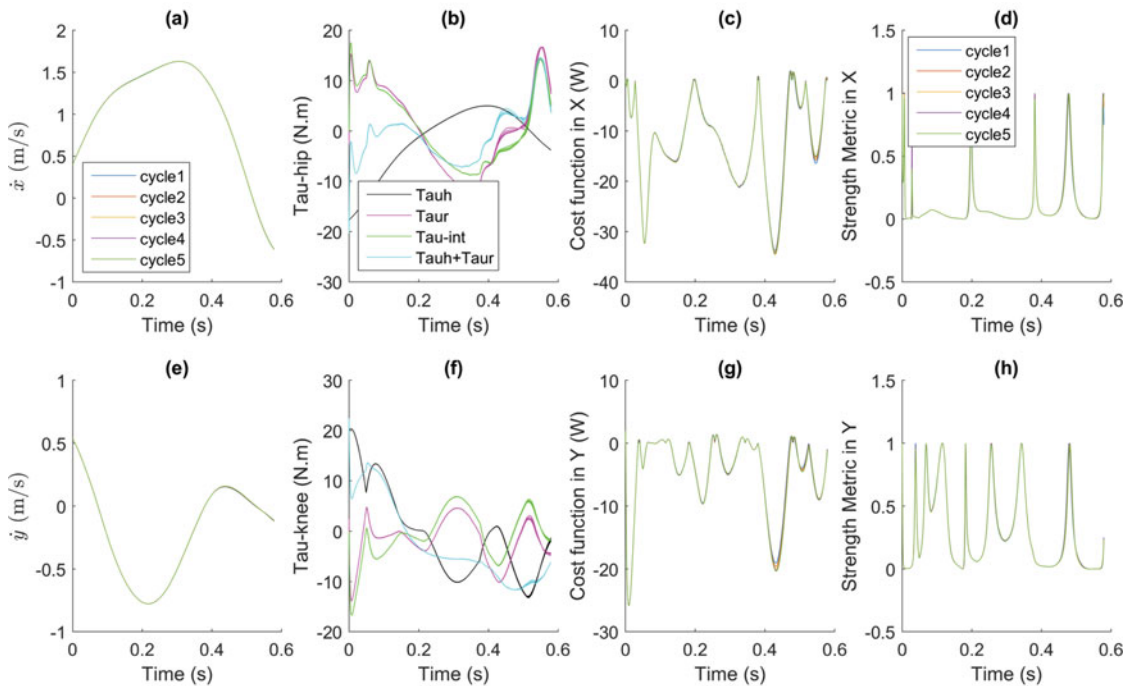 (a)
ẋ (m/s)
2
1.5
1
0.5
0
-0.5
-1
cycle1
cycle2
cycle3
cycle4
cycle5
0 0.2 0.4 0.6
Time (s)
(b)
Tau-hip (N.m)
20
10
0
-10
-20
-30
Tauh
Taur
Tau-int
Tauh+Taur
0 0.2 0.4 0.6
Time (s)
(c)
Cost function in X (W)
10
0
-10
-20
-30
-40
0 0.2 0.4 0.6
Time (s)
(d)
Strength Metric in X
1.5
1
0.5
0
-0.5
cycle1
cycle2
cycle3
cycle4
cycle5
0 0.2 0.4 0.6
Time (s)
(e)
ẏ (m/s)
1
0.5
0
-0.5
-1
0 0.2 0.4 0.6
Time (s)
(f)
Tau-knee (N.m)
30
20
10
0
-10
-20
0 0.2 0.4 0.6
Time (s)
(g)
Cost function in Y (W)
10
0
-10
-20
-30
0 0.2 0.4 0.6
Time (s)
(h)
Strength Metric in Y
1.5
1
0.5
0
-0.5
0 0.2 0.4 0.6
Time (s)